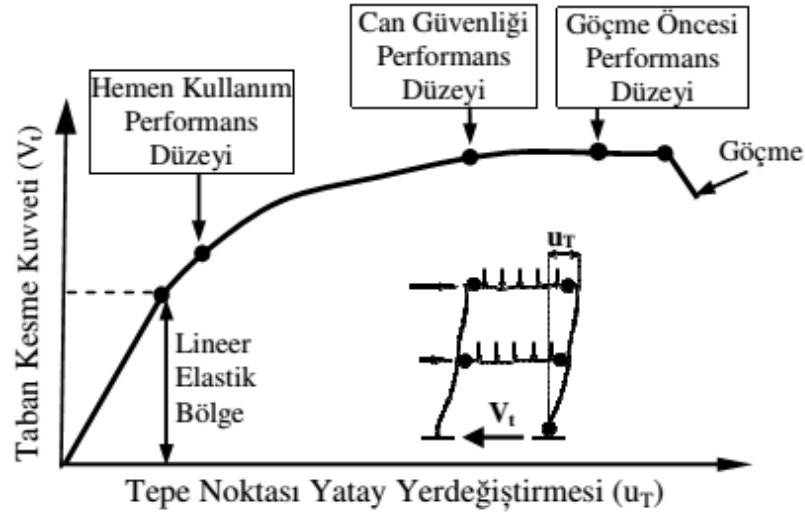 Can Güvenliği
Performans
Düzeyi
Göçme Öncesi
Performans
Düzeyi
Hemen Kullanım
Performans
Düzeyi
Göçme
Taban Kesme Kuvveti (Vt)
uT
Lineer
Elastik
Bölge
Vt
Tepe Noktası Yatay Yerdeğiştirmesi (uT)